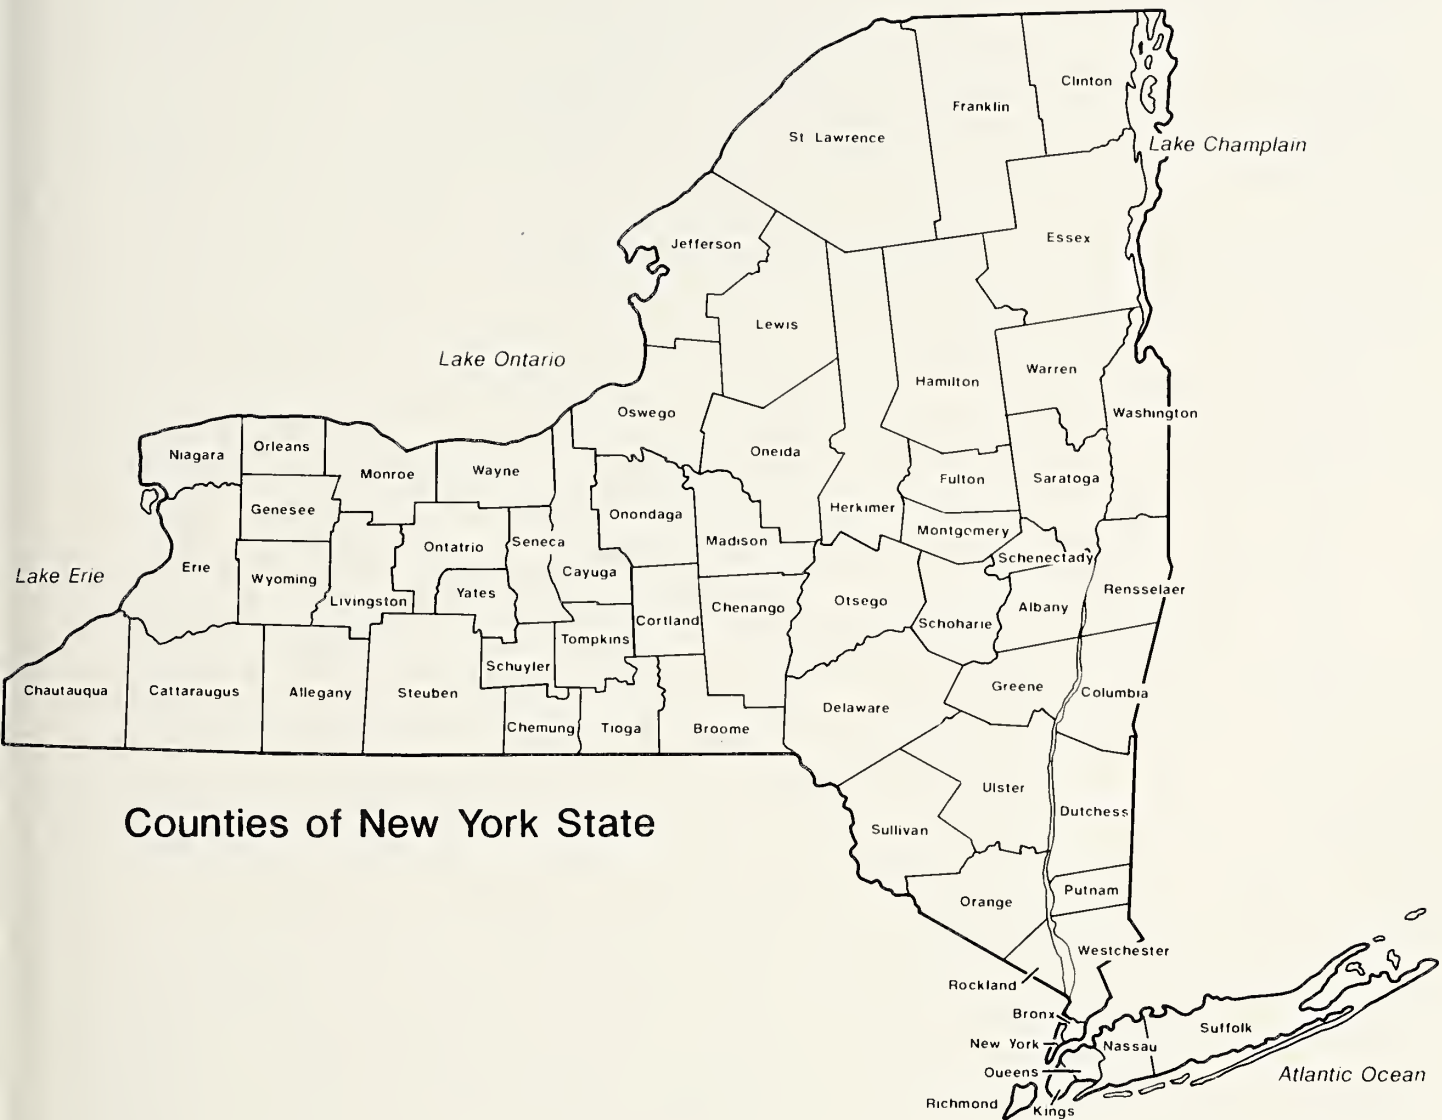 Clinton
Franklin
St Lawrence
Lake Champlain
Essex
Jefferson
Lewis
Lake Ontario
Warren
Hamilton
Oswego
Washington
Niagara
Orleans
Monroe
Wayne
Oneida
Fulton
Saratoga
Genesee
Onondaga
Herkimer
Montgomery
Madison
Seneca
Ontatrio
Schenectady
Erie
Lake Erie
Wyoming
Cayuga
Livingston
Yates
Chenango
Otsego
Albany
Rensselaer
Cortland
Schoharie
Tompkins
Schuyler
Chautauqua
Cattaraugus
Allegany
Steuben
Greene
Columbia
Delaware
Chemung
Tioga
Broome
Ulster
Counties of New York State
Dutchess
Sullivan
Putnam
Orange
Westchester
Rockland
Bronx
Suffolk
New York
Nassau
Queens
Atlantic Ocean
Richmond
Kings